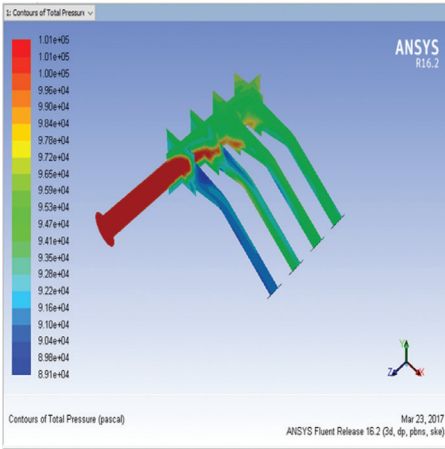 1: Contours of Total Pressun
ANSYS
R16.2
1.01e+05
1.01e+05
1.00e+05
9.96e+04
9.90e+04
9.84e+04
9.78e+04
9.72e+04
9.65e+04
9.59e+04
9.53e+04
9.47e+04
9.41e+04
9.35e+04
9.28e+04
9.22e+04
9.16e+04
9.10e+04
9.04e+04
8.98e+04
8.91e+04
Y
Z
X
Contours of Total Pressure (pascal)
Mar 23, 2017
ANSYS Fluent Release 16.2 (3d, dp, pbns, ske)